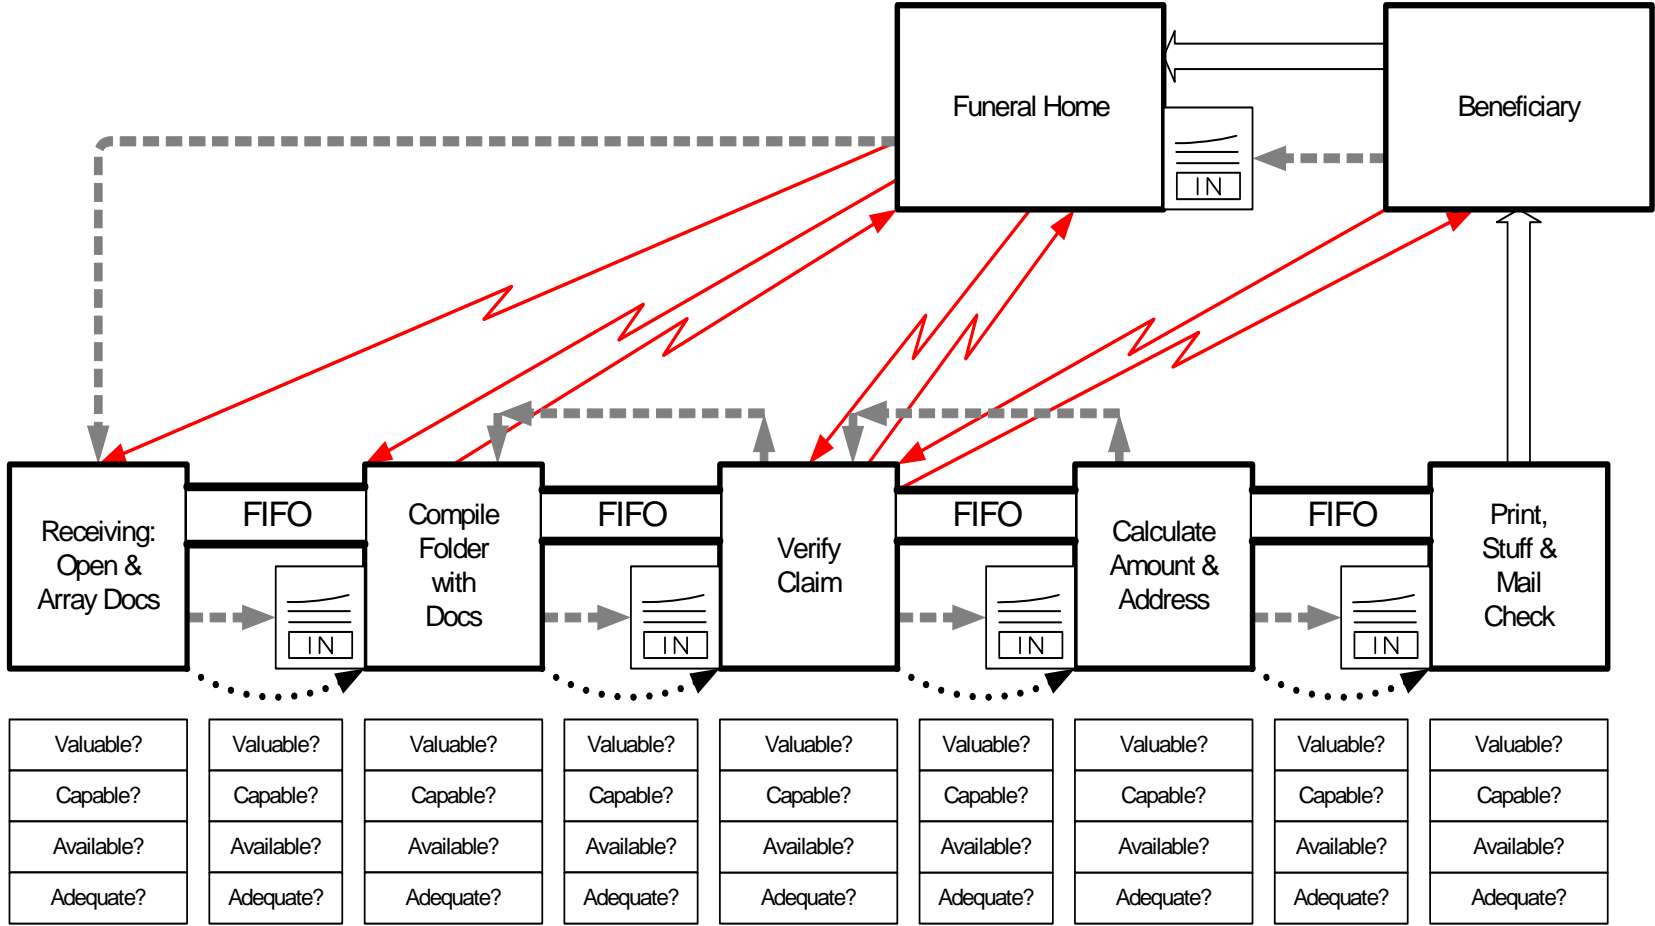 Funeral Home
Beneficiary
IN
FIFO
FIFO
FIFO
FIFO
Receiving:
Open &
Array Docs
Compile
Folder
with
Docs
Verify
Claim
Calculate
Amount &
Address
Print,
Stuff &
Mail
Check
IN
IN
IN
IN
Valuable?
Valuable?
Valuable?
Valuable?
Valuable?
Valuable?
Valuable?
Valuable?
Valuable?
Capable?
Capable?
Capable?
Capable?
Capable?
Capable?
Capable?
Capable?
Capable?
Available?
Available?
Available?
Available?
Available?
Available?
Available?
Available?
Available?
Adequate?
Adequate?
Adequate?
Adequate?
Adequate?
Adequate?
Adequate?
Adequate?
Adequate?